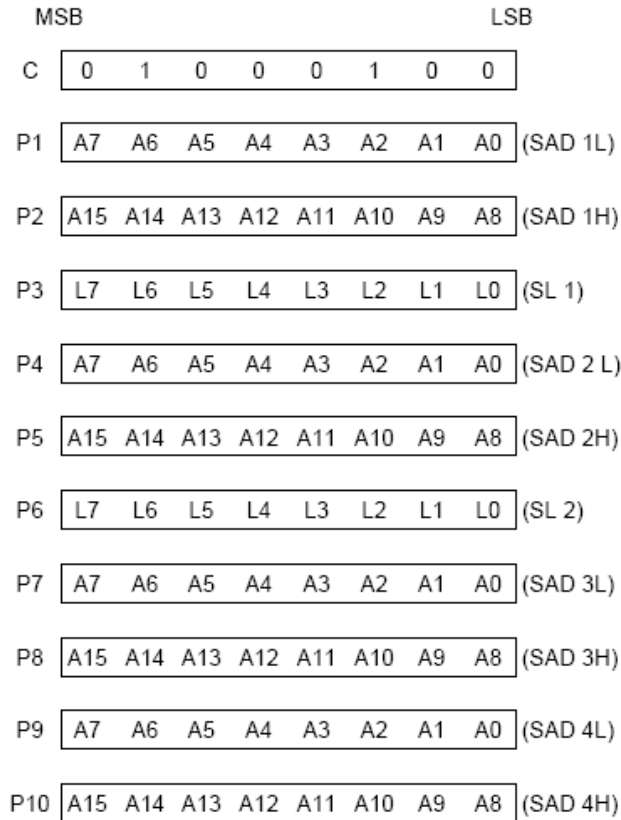 MSB LSB
C 0 1 0 0 0 1 0 0
P1 A7 A6 A5 A4 A3 A2 A1 A0 (SAD 1L)
P2 A15 A14 A13 A12 A11 A10 A9 A8 (SAD 1H)
P3 L7 L6 L5 L4 L3 L2 L1 L0 (SL 1)
P4 A7 A6 A5 A4 A3 A2 A1 A0 (SAD 2 L)
P5 A15 A14 A13 A12 A11 A10 A9 A8 (SAD 2H)
P6 L7 L6 L5 L4 L3 L2 L1 L0 (SL 2)
P7 A7 A6 A5 A4 A3 A2 A1 A0 (SAD 3L)
P8 A15 A14 A13 A12 A11 A10 A9 A8 (SAD 3H)
P9 A7 A6 A5 A4 A3 A2 A1 A0 (SAD 4L)
P10 A15 A14 A13 A12 A11 A10 A9 A8 (SAD 4H)